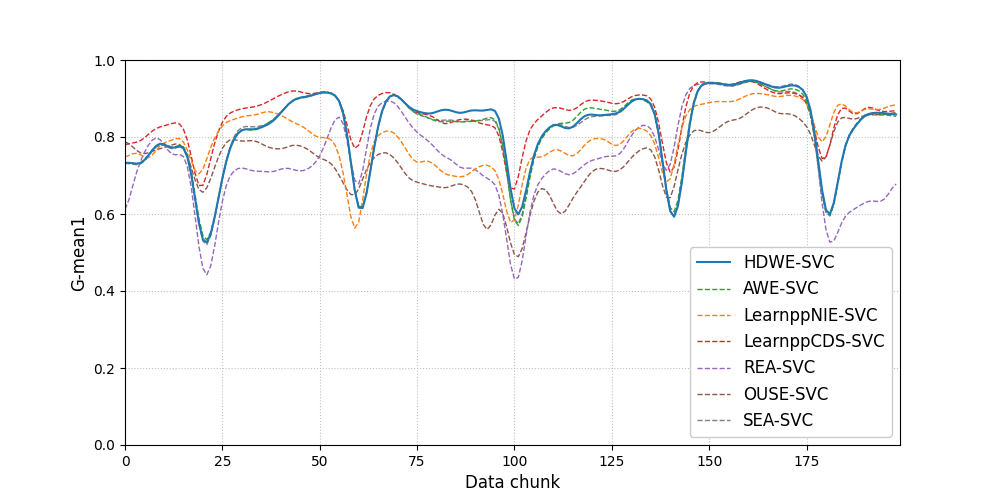 1.0
0.8
0.6
0.4
0.2
0.0
G-mean1
0 25 50 75 100 125 150 175
Data chunk
HDWE-SVC
AWE-SVC
LearnppNIE-SVC
LearnppCDS-SVC
REA-SVC
OUSE-SVC
SEA-SVC